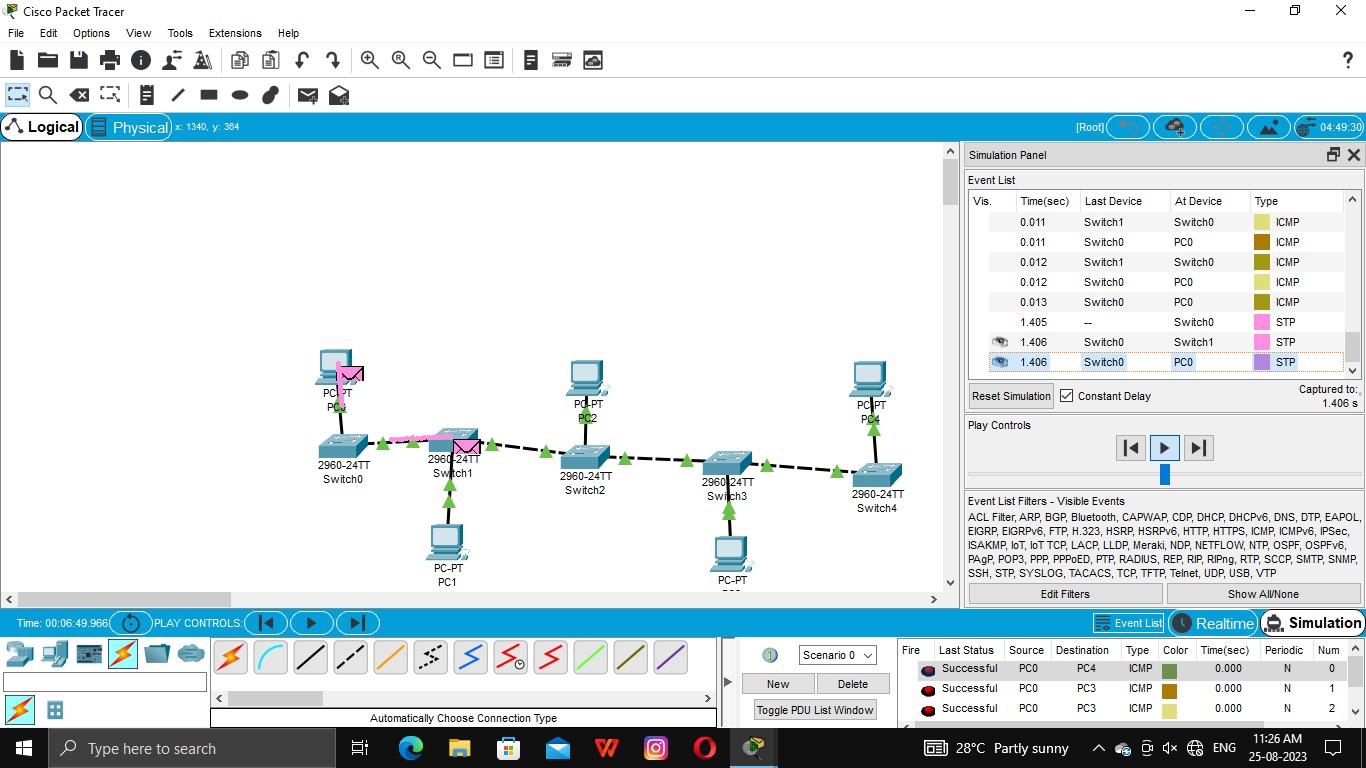 Cisco Packet Tracer
File Edit Options View Tools Extensions Help
?
Logical Physical x: 1340, y: 364 [Root] 04:49:30
Simulation Panel
Event List
Vis. Time(sec) Last Device At Device Type
0.011 Switch1 Switch0 ICMP
0.011 Switch0 PC0 ICMP
0.012 Switch1 Switch0 ICMP
0.012 Switch0 PC0 ICMP
0.013 Switch0 PC0 ICMP
1.405 -- Switch0 STP
1.406 Switch0 Switch1 STP
1.406 Switch0 PC0 STP
Reset Simulation Constant Delay Captured to:
1.406 s
Play Controls
Event List Filters - Visible Events
ACL Filter, ARP, BGP, Bluetooth, CAPWAP, CDP, DHCP, DHCPv6, DNS, DTP, EAPOL,
EIGRP, EIGRPv6, FTP, H.323, HSRP, HSRPv6, HTTP, HTTPS, ICMP, ICMPv6, IPSec,
ISAKMP, IoT, IoT TCP, LACP, LLDP, Meraki, NDP, NETFLOW, NTP, OSPF, OSPFv6,
PAgP, POP3, PPP, PPPoED, PTP, RADIUS, REP, RIP, RIPng, RTP, SCCP, SMTP, SNMP,
SSH, STP, SYSLOG, TACACS, TCP, TFTP, Telnet, UDP, USB, VTP
Edit Filters Show All/None
PC-PT
PC0
PC-PT
PC2
PC-PT
PC4
2960-24TT
Switch0
2960-24TT
Switch1
2960-24TT
Switch2
2960-24TT
Switch3
2960-24TT
Switch4
PC-PT
PC1
PC-PT
Time: 00:06:49.966 PLAY CONTROLS: Event List Realtime Simulation
Automatically Choose Connection Type
Scenario 0
New Delete
Toggle PDU List Window
Fire Last Status Source Destination Type Color Time(sec) Periodic Num
Successful PC0 PC4 ICMP 0.000 N 0
Successful PC0 PC3 ICMP 0.000 N 1
Successful PC0 PC3 ICMP 0.000 N 2
Type here to search
28°C Partly sunny ENG 11:26 AM
25-08-2023